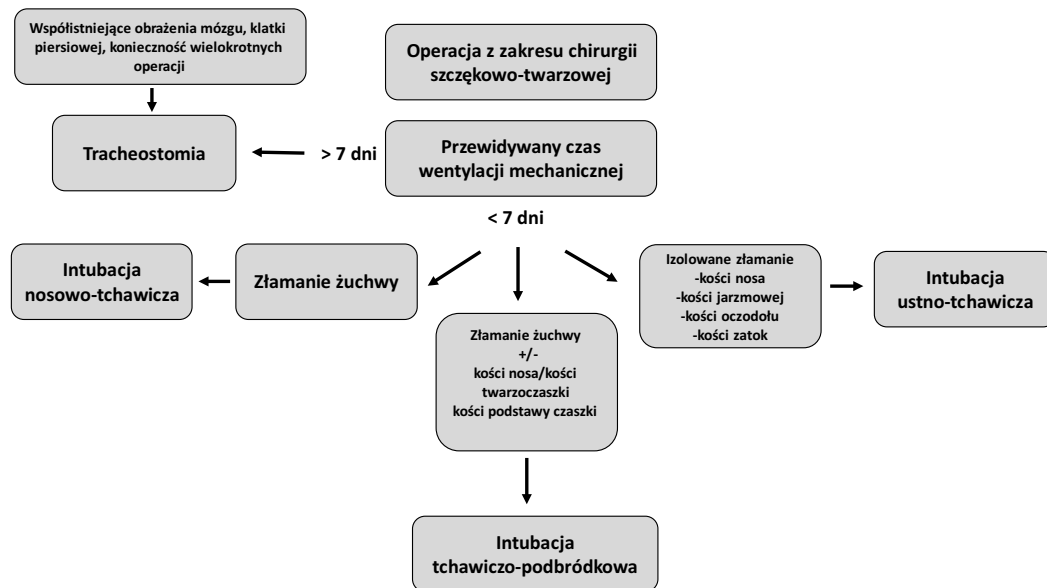 Współistniejące obrażenia mózgu, klatki
piersiowej, konieczność wielokrotnych
operacji
Operacja z zakresu chirurgii
szczękowo-twarzowej
Tracheostomia
> 7 dni
Przewidywany czas
wentylacji mechanicznej
< 7 dni
Intubacja
nosowo-tchawicza
Złamanie żuchwy
Izolowane złamanie
-kości nosa
-kości jarzmowej
-kości oczodołu
-kości zatok
Intubacja
ustno-tchawicza
Złamanie żuchwy
+/-
kości nosa/kości
twarzoczaszki
kości podstawy czaszki
Intubacja
tchawiczo-podbródkowa